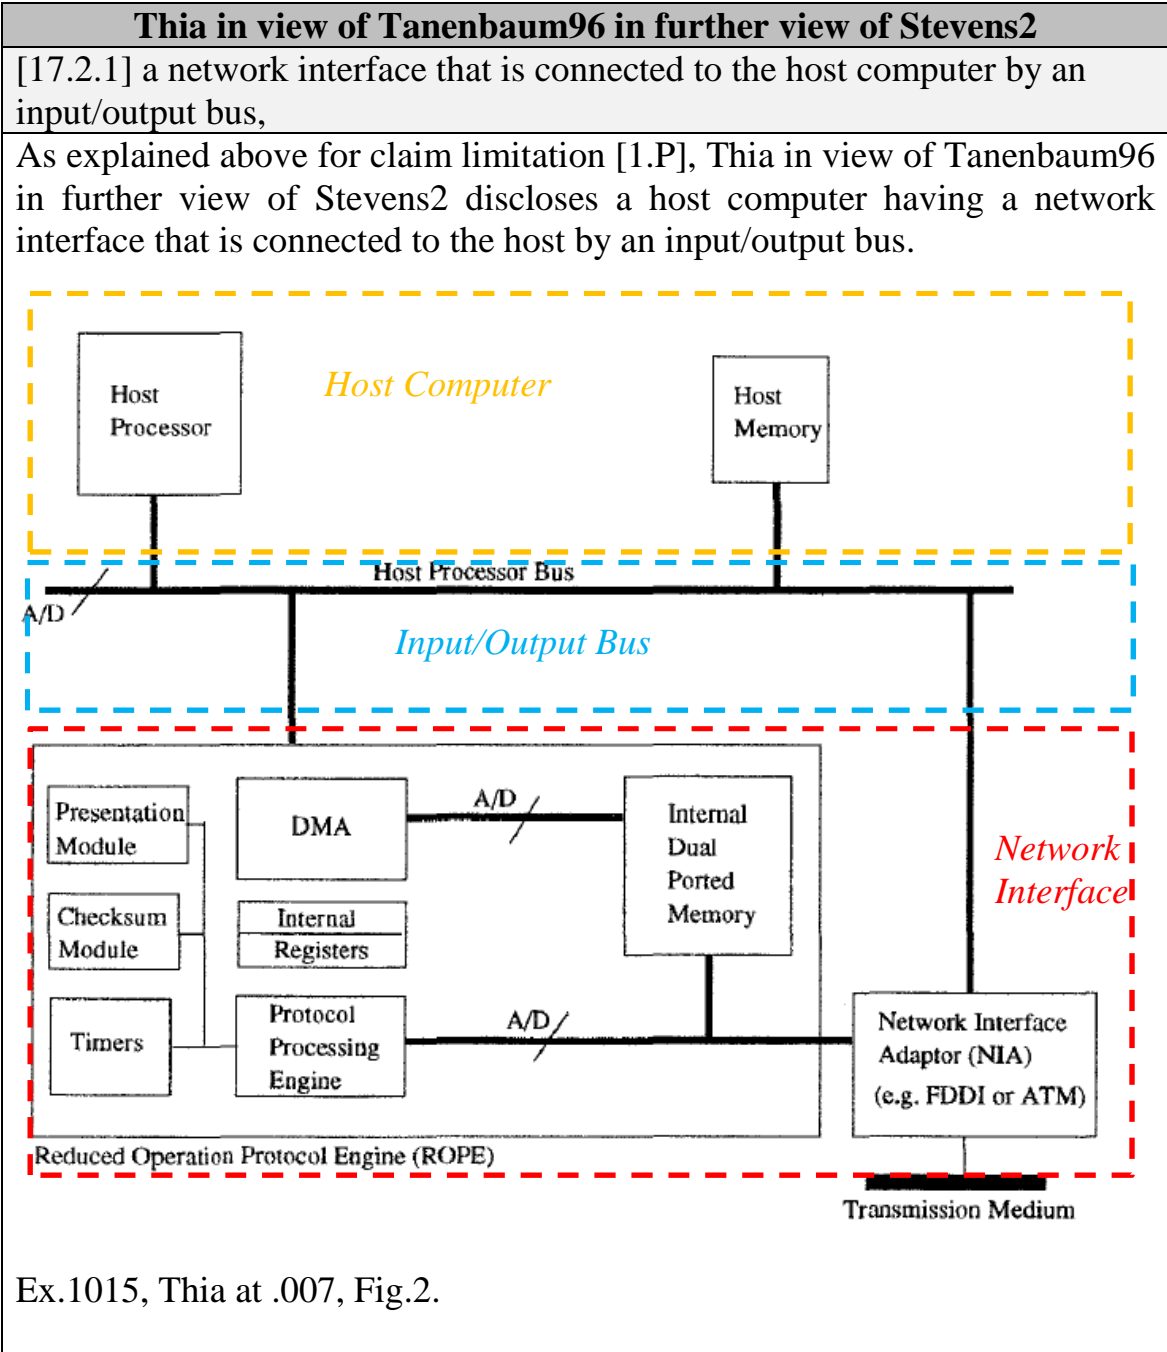 Thia in view of Tanenbaum96 in further view of Stevens2
[17.2.1] a network interface that is connected to the host computer by an
input/output bus,
As explained above for claim limitation [1.P], Thia in view of Tanenbaum96
in further view of Stevens2 discloses a host computer having a network
interface that is connected to the host by an input/output bus.
Host
Processor
Host Computer
Host
Memory
Host Processor Bus
A/D
Input/Output Bus
Presentation
Module
DMA
A/D
Internal
Dual
Ported
Memory
Network
Interface
Checksum
Module
Internal
Registers
Timers
Protocol
Processing
Engine
A/D
Network Interface
Adaptor (NIA)
(e.g. FDDI or ATM)
Reduced Operation Protocol Engine (ROPE)
Transmission Medium
Ex.1015, Thia at .007, Fig.2.